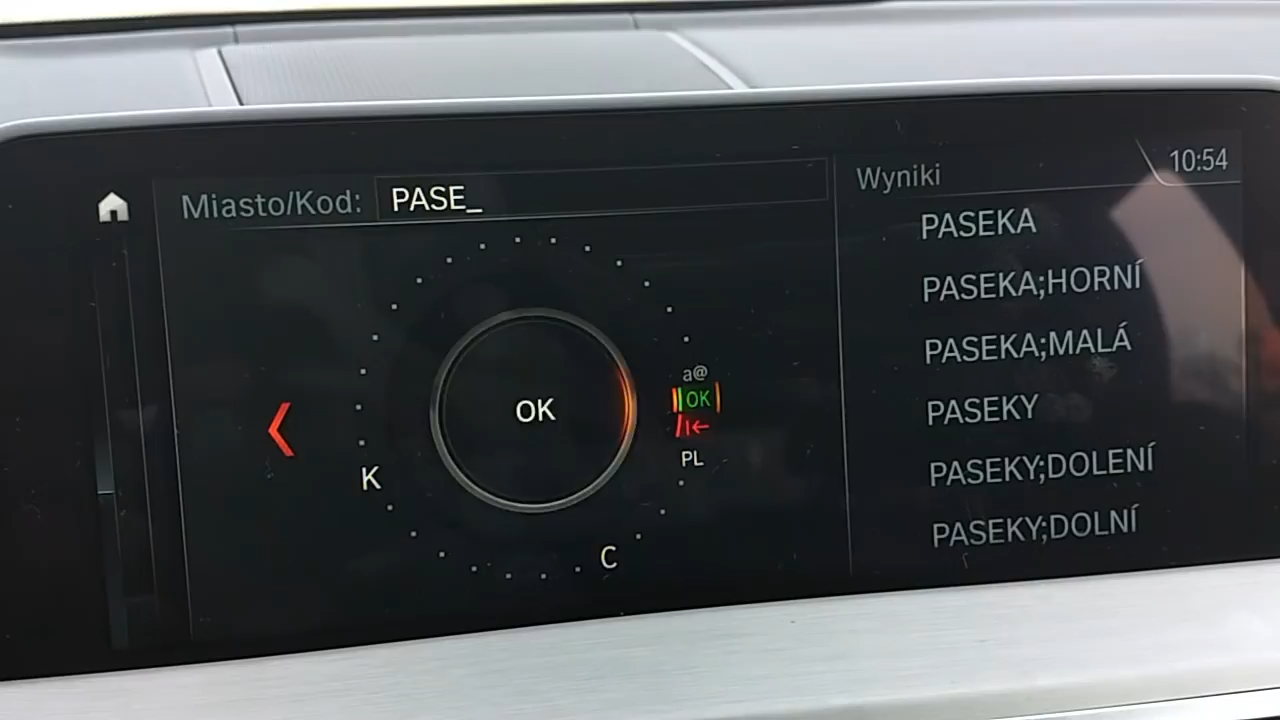 Miasto/Kod: PASE_
Wyniki
10:54
PASEKA
PASEKA;HORNÍ
PASEKA;MALÁ
PASEKY
PASEKY;DOLENÍ
PASEKY;DOLNÍ
OK
a@
OK
PL
K
C